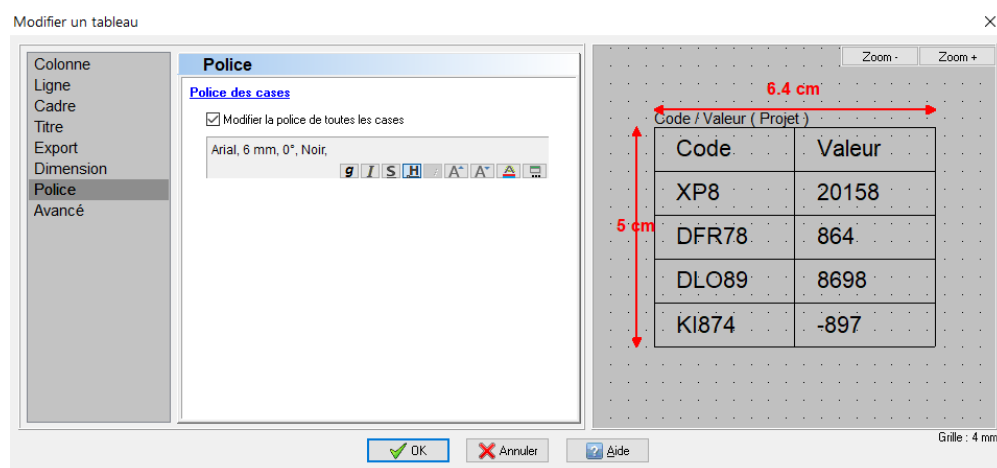 Modifier un tableau
Colonne
Ligne
Cadre
Titre
Export
Dimension
Police
Avancé
Police
Police des cases
Modifier la police de toutes les cases
Arial, 6 mm, 0°, Noir,
g I S H A A A
Zoom - Zoom +
6.4 cm
Code / Valeur ( Projet )
Code Valeur
XP8 20158
5 cm
DFR78 864
DLO89 8698
KI874 -897
OK Annuler Aide
Grille : 4 mm